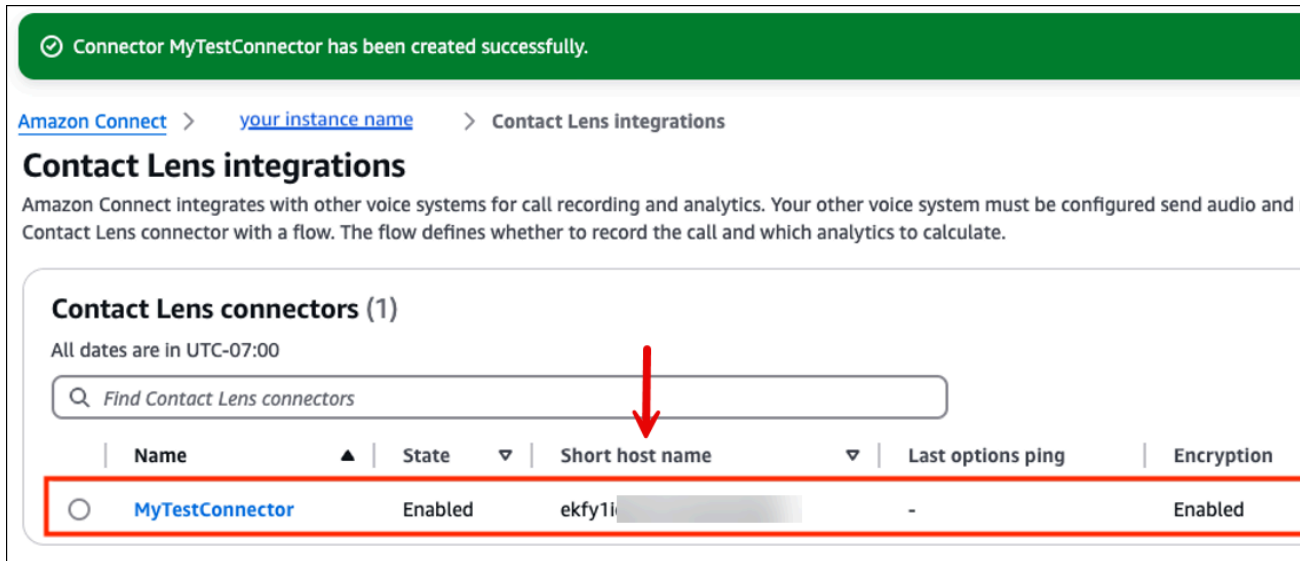 Connector MyTestConnector has been created successfully.
Amazon Connect > your instance name > Contact Lens integrations
Contact Lens integrations
Amazon Connect integrates with other voice systems for call recording and analytics. Your other voice system must be configured send audio and
Contact Lens connector with a flow. The flow defines whether to record the call and which analytics to calculate.
Contact Lens connectors (1)
All dates are in UTC-07:00
Find Contact Lens connectors
Name State Short host name Last options ping Encryption
MyTestConnector Enabled ekfy1i - Enabled